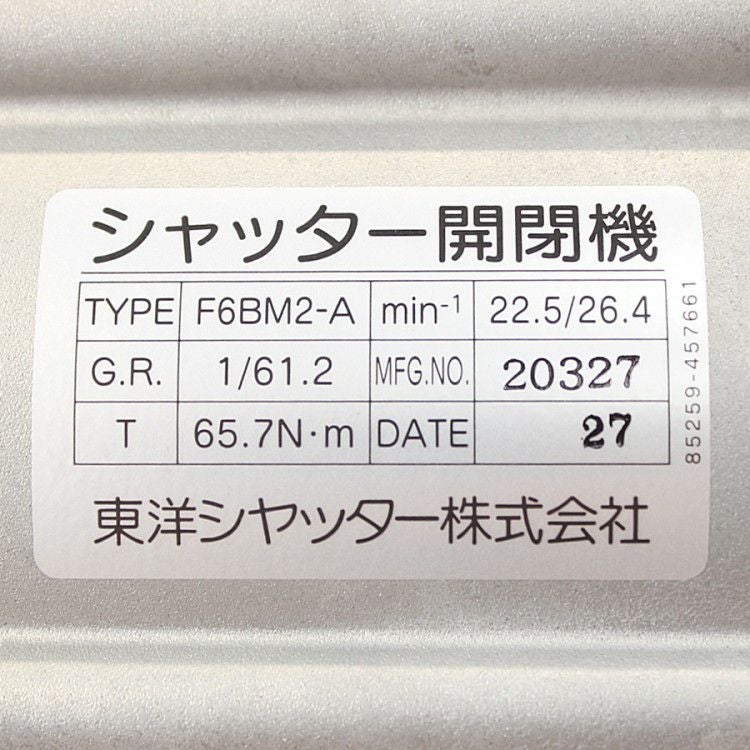 シャッター開閉機
TYPE F6BM2-A min-1 22.5/26.4
G.R. 1/61.2 MFG.NO. 20327
T 65.7N·m DATE 27
東洋シヤッター株式会社
85259-457661